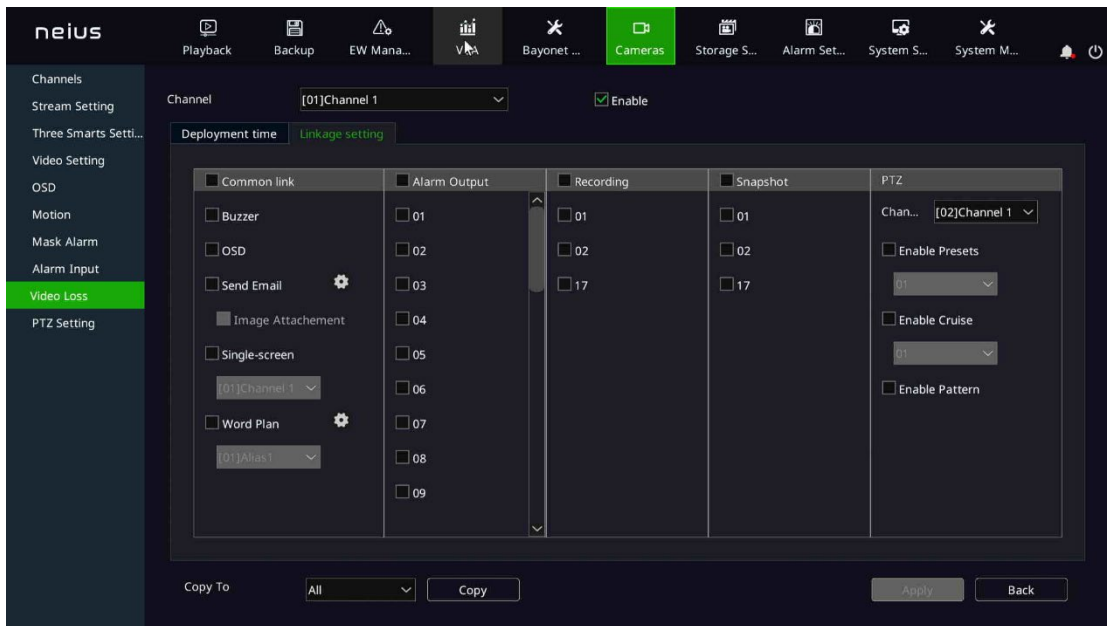 neius
Playback Backup EW Mana... Bayonet ... Cameras Storage S... Alarm Set... System S... System M...
Channels
Stream Setting
Three Smarts Setti...
Video Setting
OSD
Motion
Mask Alarm
Alarm Input
Video Loss
PTZ Setting
Channel [01]Channel 1 Enable
Deployment time Linkage setting
Common link Alarm Output Recording Snapshot PTZ
Buzzer 01 01 01 Chan... [02]Channel 1
OSD 02 02 02 Enable Presets
Send Email 03 17 17 01
Image Attachement 04 Enable Cruise
Single-screen 05 01
[01]Channel 1 06 Enable Pattern
Word Plan 07
[01]Alias1 08
09
Copy To All Copy Apply Back